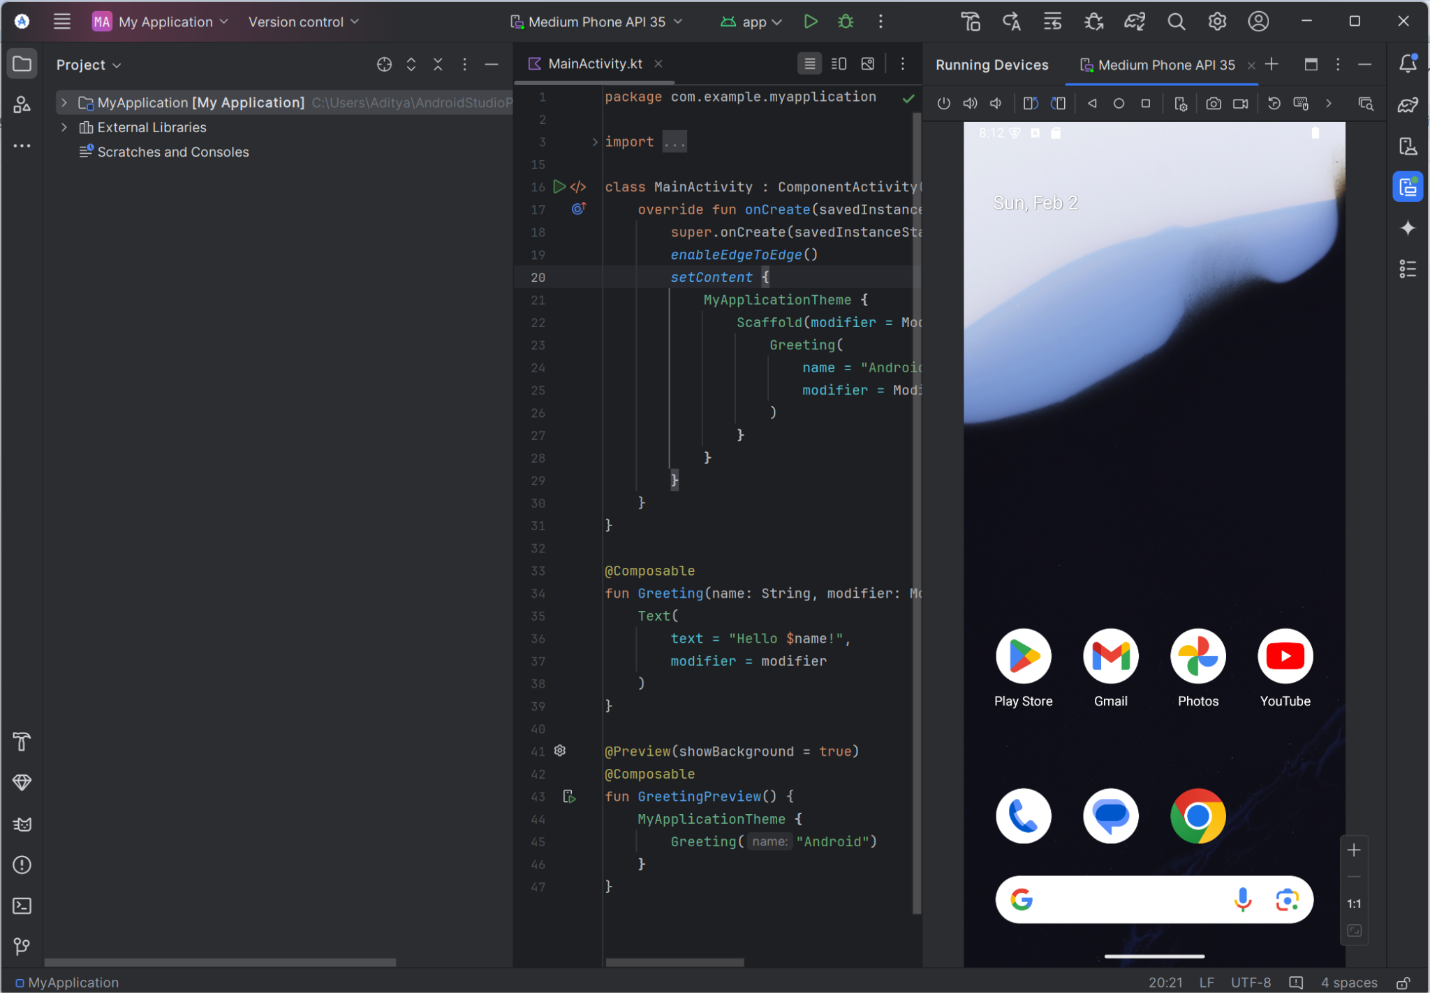 MA My Application
Version control
Medium Phone API 35
app
Project
MyApplication [My Application] C:\Users\Aditya\AndroidStudioP
External Libraries
Scratches and Consoles
MainActivity.kt
1 package com.example.myapplication
2
3 import ...
15
16 class MainActivity : ComponentActivity(
17 override fun onCreate(savedInstance
18 super.onCreate(savedInstanceSta
19 enableEdgeToEdge()
20 setContent {
21 MyApplicationTheme {
22 Scaffold(modifier = Mod
23 Greeting(
24 name = "Android
25 modifier = Modi
26 )
27 }
28 }
29 }
30 }
31 }
32
33 @Composable
34 fun Greeting(name: String, modifier: Mo
35 Text(
36 text = "Hello $name!",
37 modifier = modifier
38 )
39 }
40
41 @Preview(showBackground = true)
42 @Composable
43 fun GreetingPreview() {
44 MyApplicationTheme {
45 Greeting( name: "Android")
46 }
47 }
Running Devices
Medium Phone API 35
8:12
Sun, Feb 2
Play Store
Gmail
Photos
YouTube
1:1
MyApplication
20:21
LF
UTF-8
4 spaces